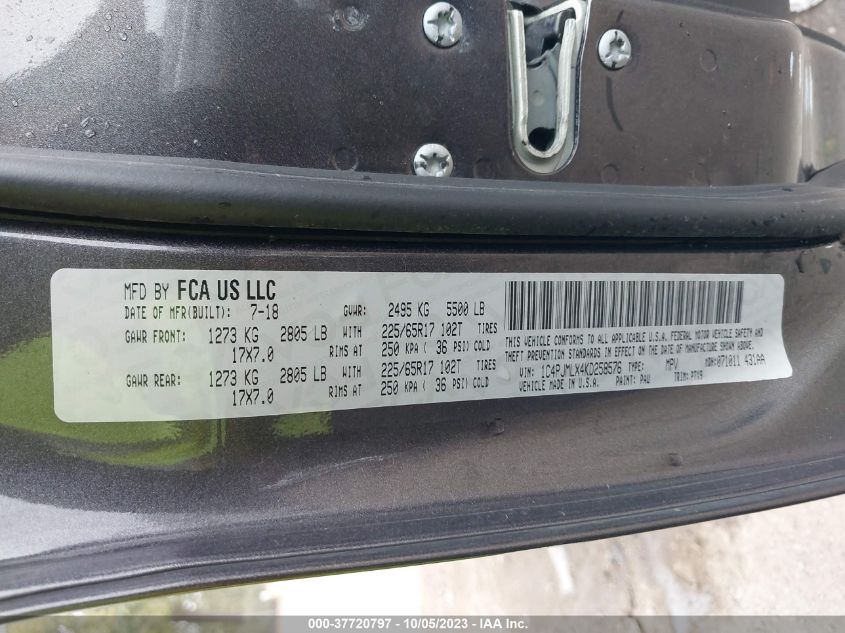 MFD BY FCA US LLC
DATE OF MFR(BUILT): 7-18 GVWR: 2495 KG 5500 LB
GAWR FRONT: 1273 KG 2805 LB WITH 225/65R17 102T TIRES
17X7.0 RIMS AT 250 KPA ( 36 PSI) COLD
GAWR REAR: 1273 KG 2805 LB WITH 225/65R17 102T TIRES
17X7.0 RIMS AT 250 KPA ( 36 PSI) COLD
THIS VEHICLE CONFORMS TO ALL APPLICABLE U.S.A. FEDERAL MOTOR VEHICLE SAFETY AND
THEFT PREVENTION STANDARDS IN EFFECT ON THE DATE OF MANUFACTURE SHOWN ABOVE.
VIN: 1C4PJMLX4KD258576 TYPE: MPV MDH:071011 431AA
VEHICLE MADE IN U.S.A. PAINT: PAU TRIM:
000-37720797 - 10/05/2023 - IAA Inc.